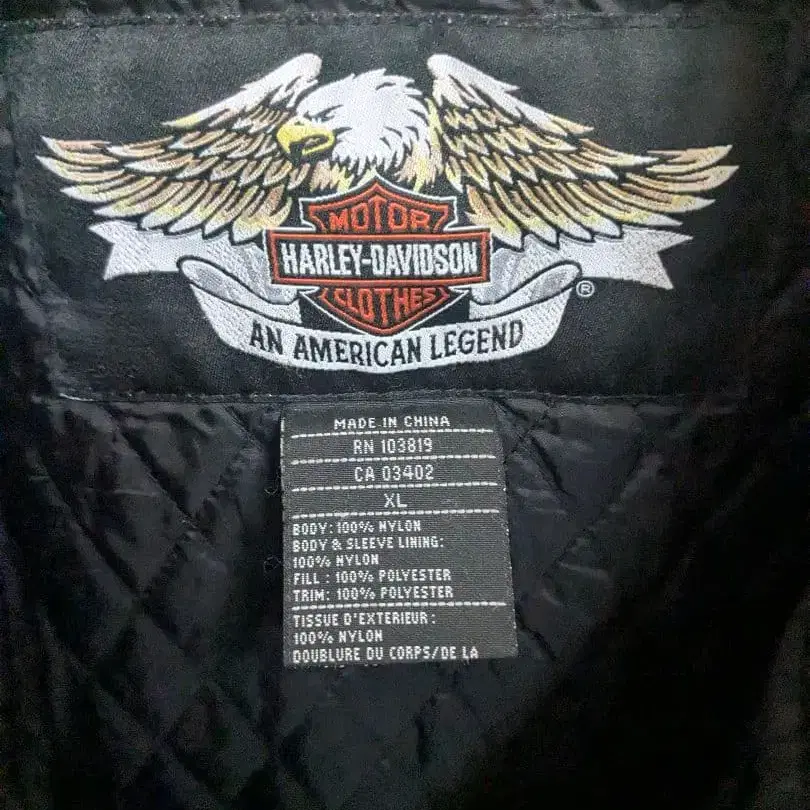 MOTOR
HARLEY-DAVIDSON
CLOTHES
®
AN AMERICAN LEGEND
MADE IN CHINA
RN 103819
CA 03402
XL
BODY: 100% NYLON
BODY & SLEEVE LINING:
100% NYLON
FILL : 100% POLYESTER
TRIM: 100% POLYESTER
TISSUE D'EXTERIEUR :
100% NYLON
DOUBLURE DU CORPS/DE LA